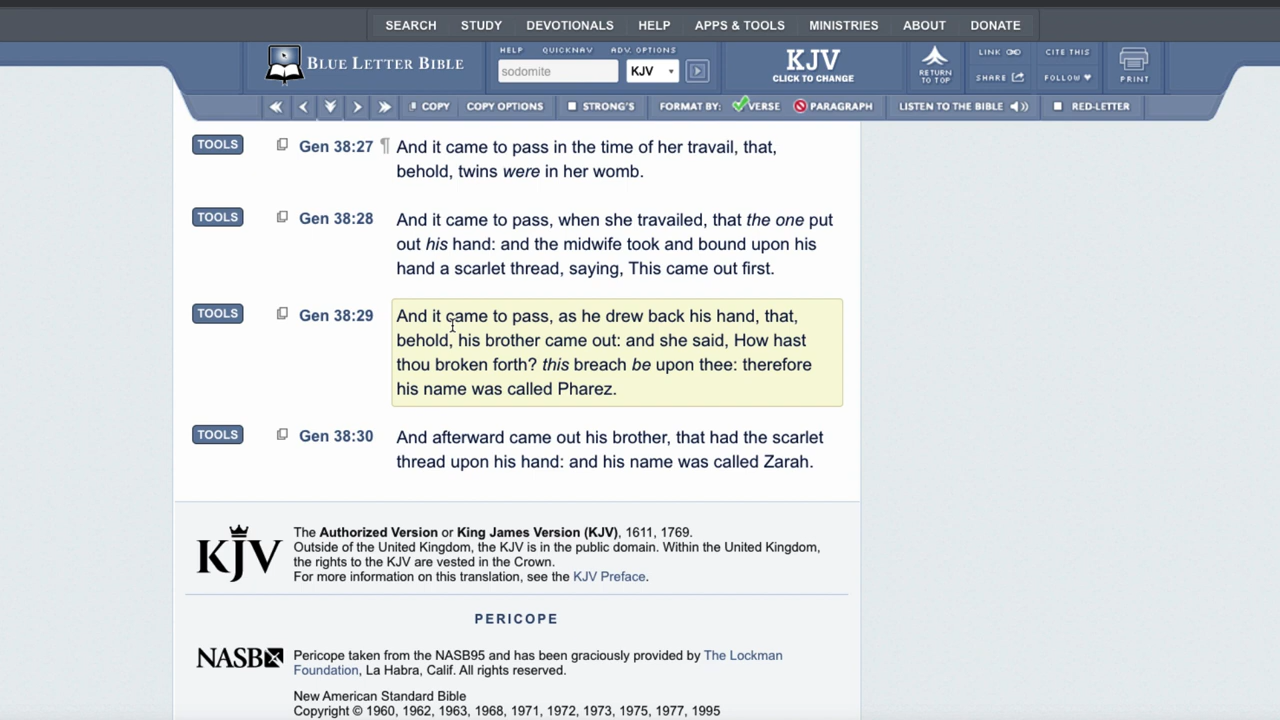 SEARCH STUDY DEVOTIONALS HELP APPS & TOOLS MINISTRIES ABOUT DONATE
BLUE LETTER BIBLE
HELP QUICKNAV ADV. OPTIONS
sodomite KJV
KJV
CLICK TO CHANGE
RETURN
TO TOP
LINK CITE THIS
SHARE FOLLOW
PRINT
COPY COPY OPTIONS STRONG'S FORMAT BY: VERSE PARAGRAPH LISTEN TO THE BIBLE RED-LETTER
TOOLS Gen 38:27 ¶ And it came to pass in the time of her travail, that,
behold, twins were in her womb.
TOOLS Gen 38:28 And it came to pass, when she travailed, that the one put
out his hand: and the midwife took and bound upon his
hand a scarlet thread, saying, This came out first.
TOOLS Gen 38:29 And it came to pass, as he drew back his hand, that,
behold, his brother came out: and she said, How hast
thou broken forth? this breach be upon thee: therefore
his name was called Pharez.
TOOLS Gen 38:30 And afterward came out his brother, that had the scarlet
thread upon his hand: and his name was called Zarah.
KJV
The Authorized Version or King James Version (KJV), 1611, 1769.
Outside of the United Kingdom, the KJV is in the public domain. Within the United Kingdom,
the rights to the KJV are vested in the Crown.
For more information on this translation, see the KJV Preface.
PERICOPE
NASB
Pericope taken from the NASB95 and has been graciously provided by The Lockman
Foundation, La Habra, Calif. All rights reserved.
New American Standard Bible
Copyright © 1960, 1962, 1963, 1968, 1971, 1972, 1973, 1975, 1977, 1995